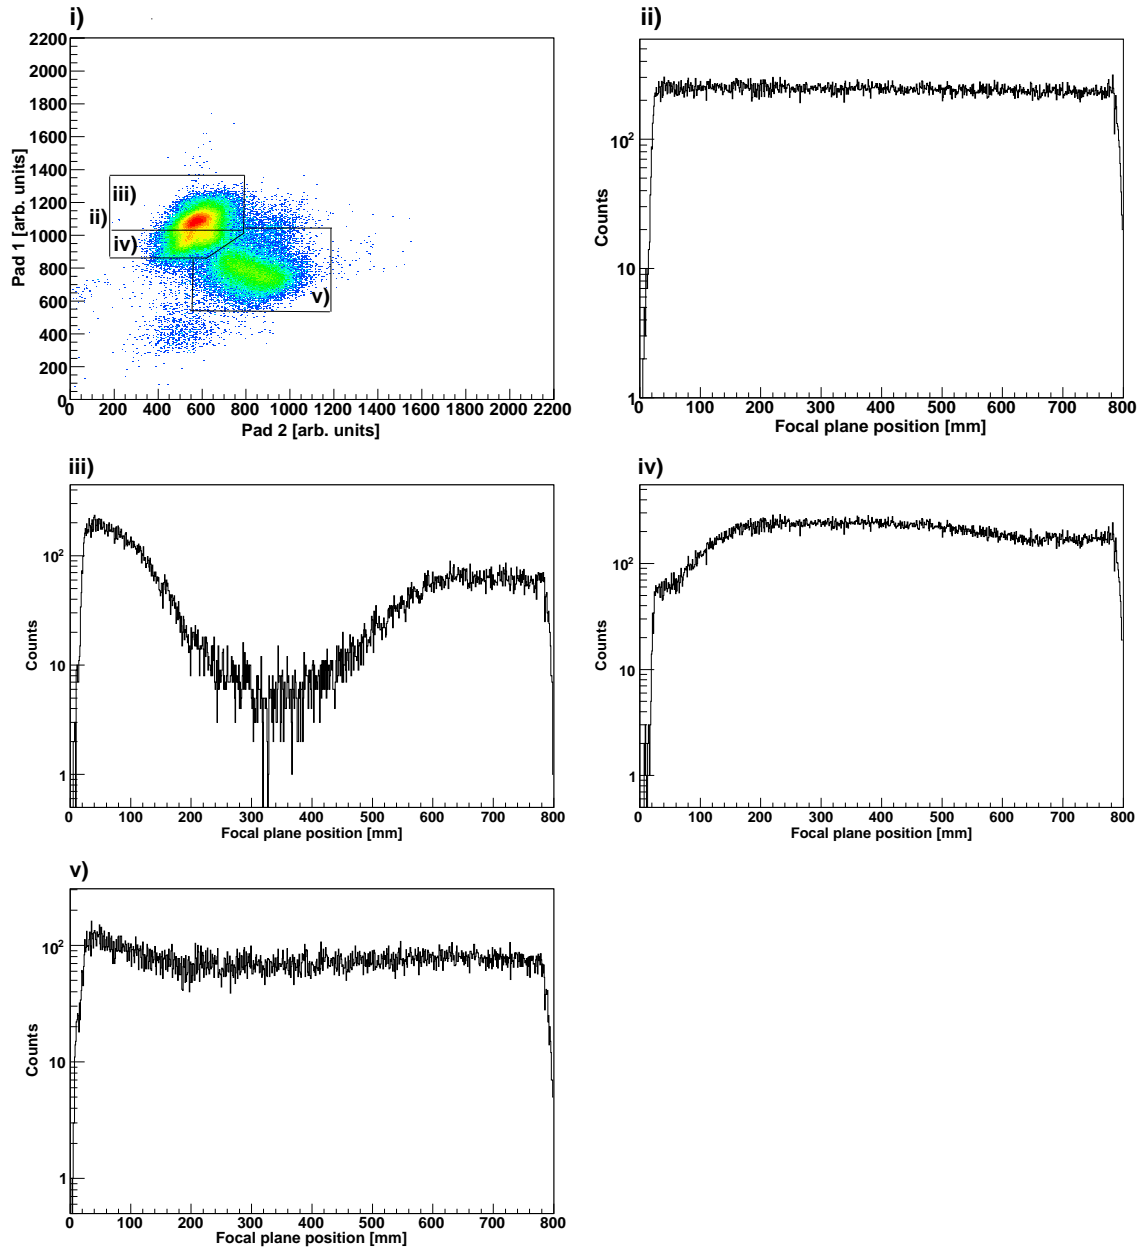 i)
2200
2000
1800
1600
1400
1200
1000
800
600
400
200
0
Pad 1 [arb. units]
iii)
ii)
iv)
v)
0 200 400 600 800 1000 1200 1400 1600 1800 2000 2200
Pad 2 [arb. units]
ii)
10²
10
1
Counts
0 100 200 300 400 500 600 700 800
Focal plane position [mm]
iii)
10²
10
1
Counts
0 100 200 300 400 500 600 700 800
Focal plane position [mm]
iv)
10²
10
1
Counts
0 100 200 300 400 500 600 700 800
Focal plane position [mm]
v)
10²
10
1
Counts
0 100 200 300 400 500 600 700 800
Focal plane position [mm]